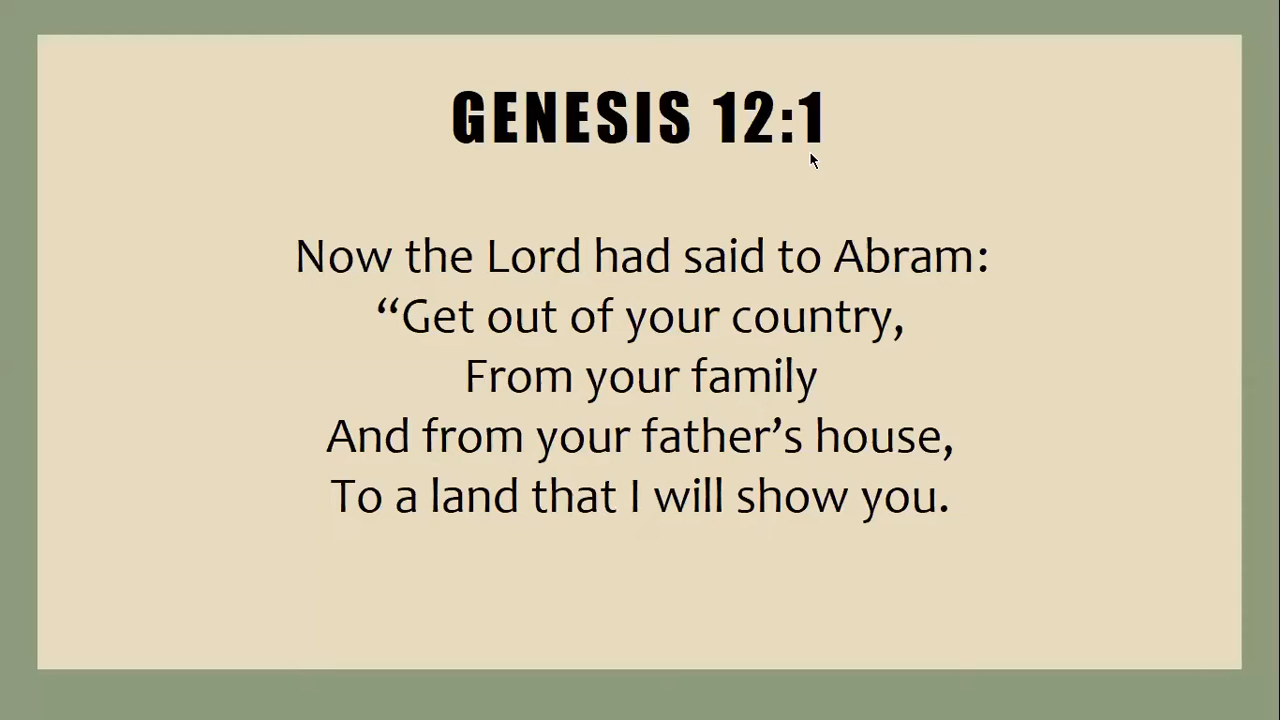 GENESIS 12:1
Now the Lord had said to Abram:
“Get out of your country,
From your family
And from your father’s house,
To a land that I will show you.